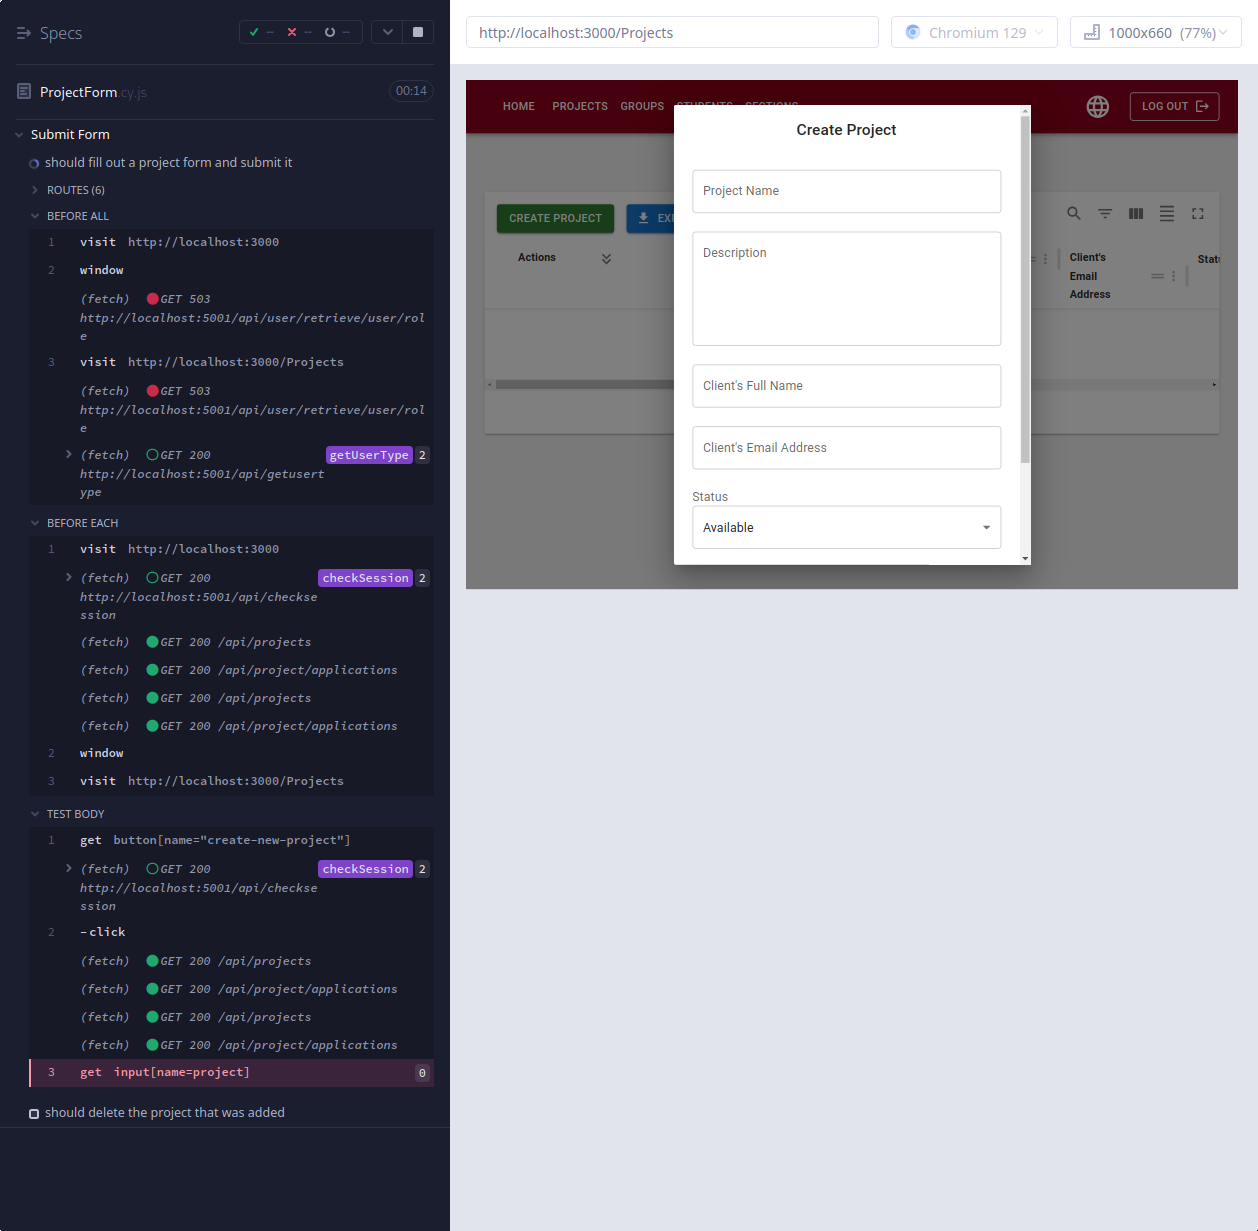 Specs
-- -- --
ProjectForm.cy.js 00:14
Submit Form
should fill out a project form and submit it
ROUTES (6)
BEFORE ALL
1 visit http://localhost:3000
2 window
(fetch) GET 503
http://localhost:5001/api/user/retrieve/user/rol
e
3 visit http://localhost:3000/Projects
(fetch) GET 503
http://localhost:5001/api/user/retrieve/user/rol
e
(fetch) GET 200 getUserType 2
http://localhost:5001/api/getusert
ype
BEFORE EACH
1 visit http://localhost:3000
(fetch) GET 200 checkSession 2
http://localhost:5001/api/checkse
ssion
(fetch) GET 200 /api/projects
(fetch) GET 200 /api/project/applications
(fetch) GET 200 /api/projects
(fetch) GET 200 /api/project/applications
2 window
3 visit http://localhost:3000/Projects
TEST BODY
1 get button[name="create-new-project"]
(fetch) GET 200 checkSession 2
http://localhost:5001/api/checkse
ssion
2 -click
(fetch) GET 200 /api/projects
(fetch) GET 200 /api/project/applications
(fetch) GET 200 /api/projects
(fetch) GET 200 /api/project/applications
3 get input[name=project] 0
should delete the project that was added
http://localhost:3000/Projects
Chromium 129
1000x660 (77%)
HOME PROJECTS GROUPS STUDENTS SECTIONS
LOG OUT
CREATE PROJECT
EX
Actions
Client's
Email
Address
Stat
Create Project
Project Name
Description
Client's Full Name
Client's Email Address
Status
Available